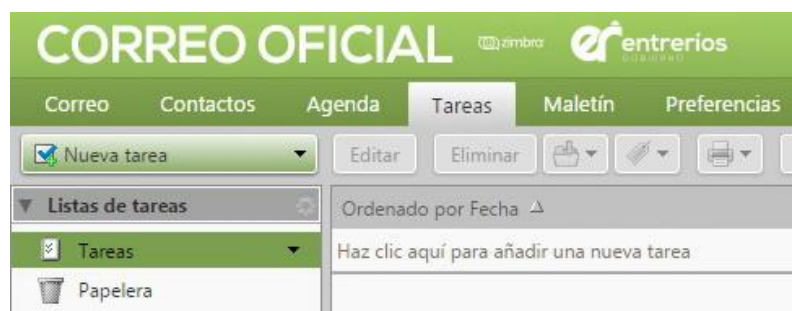 CORREO OFICIAL zimbra er entrerios
Correo Contactos Agenda Tareas Maletín Preferencias
Nueva tarea Editar Eliminar
Listas de tareas Ordenado por Fecha
Tareas Haz clic aquí para añadir una nueva tarea
Papelera